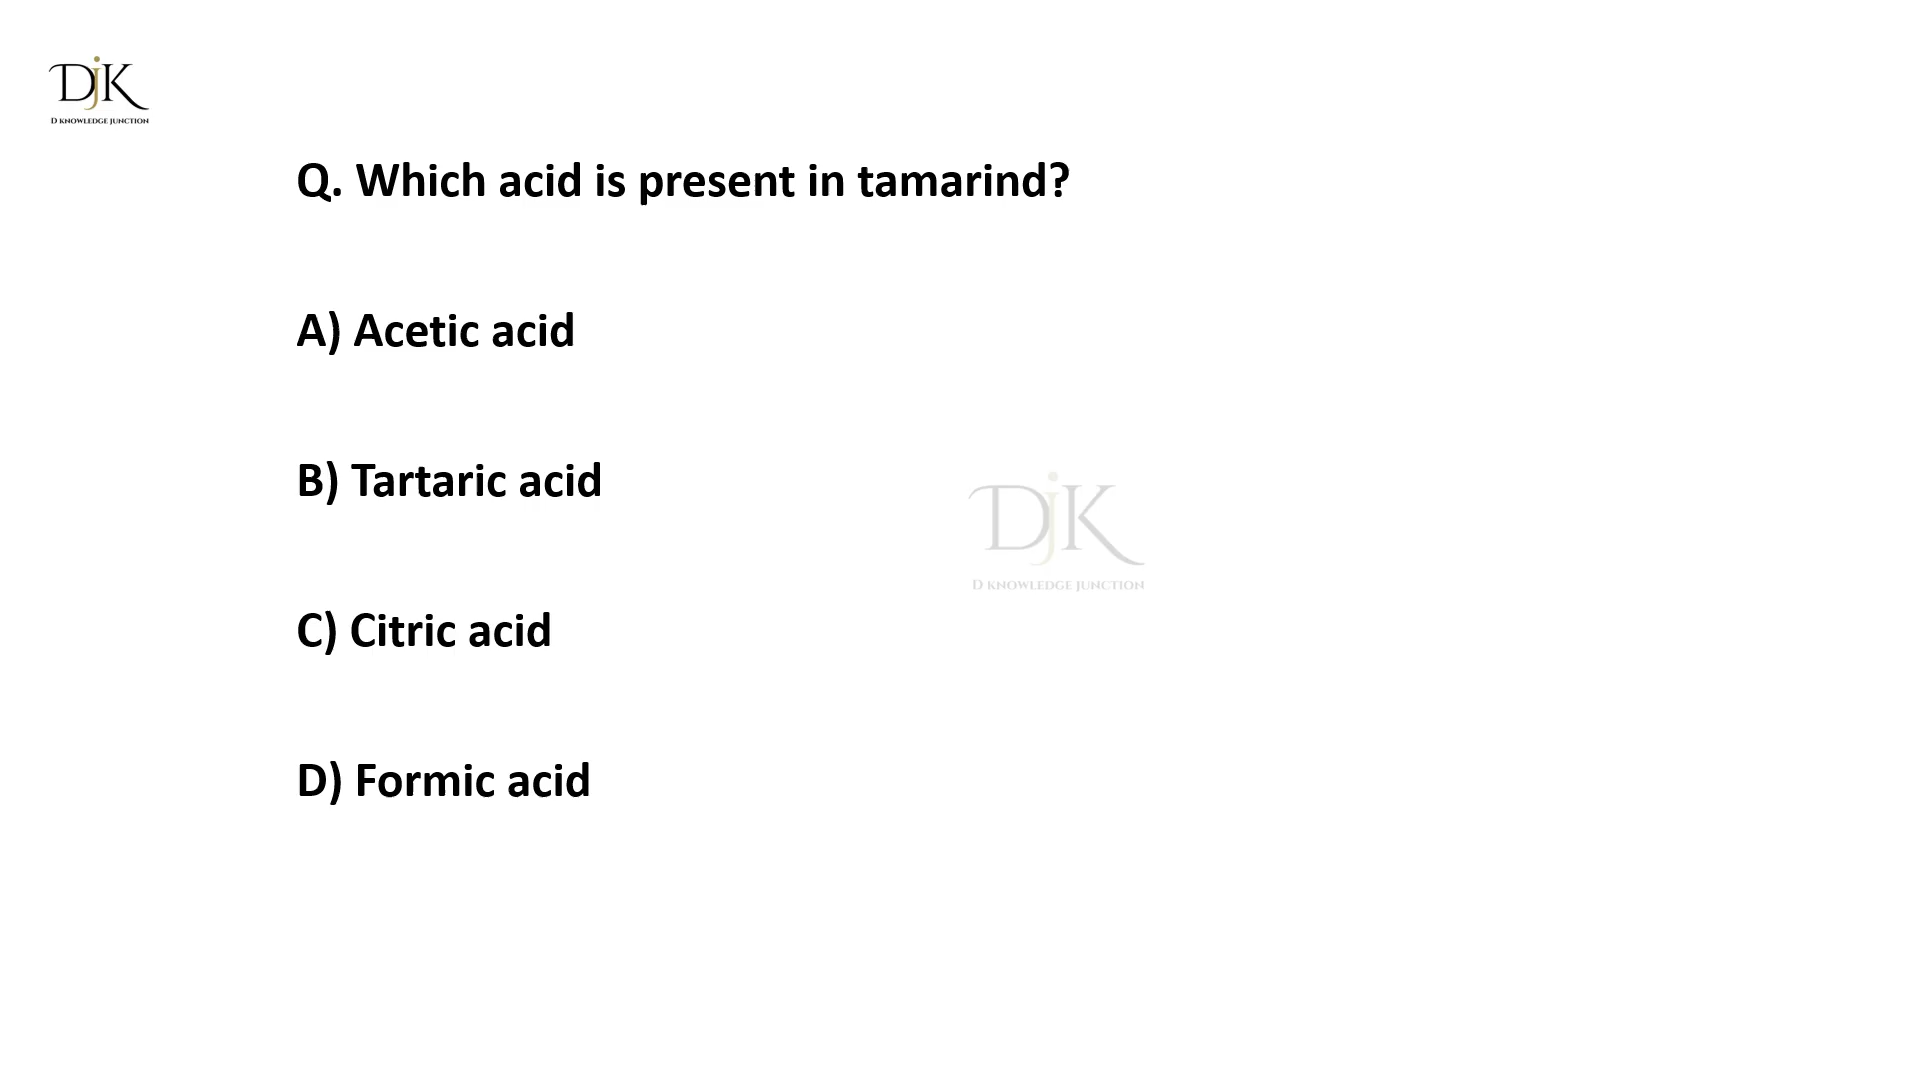 DjK
D KNOWLEDGE JUNCTION
Q. Which acid is present in tamarind?
A) Acetic acid
B) Tartaric acid
DjK
D KNOWLEDGE JUNCTION
C) Citric acid
D) Formic acid